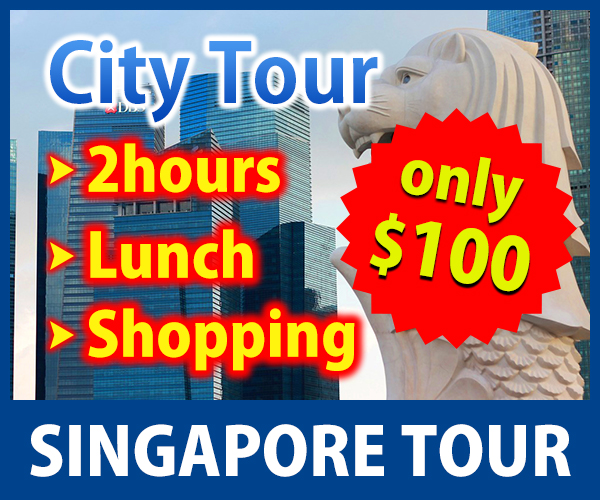 City Tour
2hours
Lunch
Shopping
only
$100
SINGAPORE TOUR